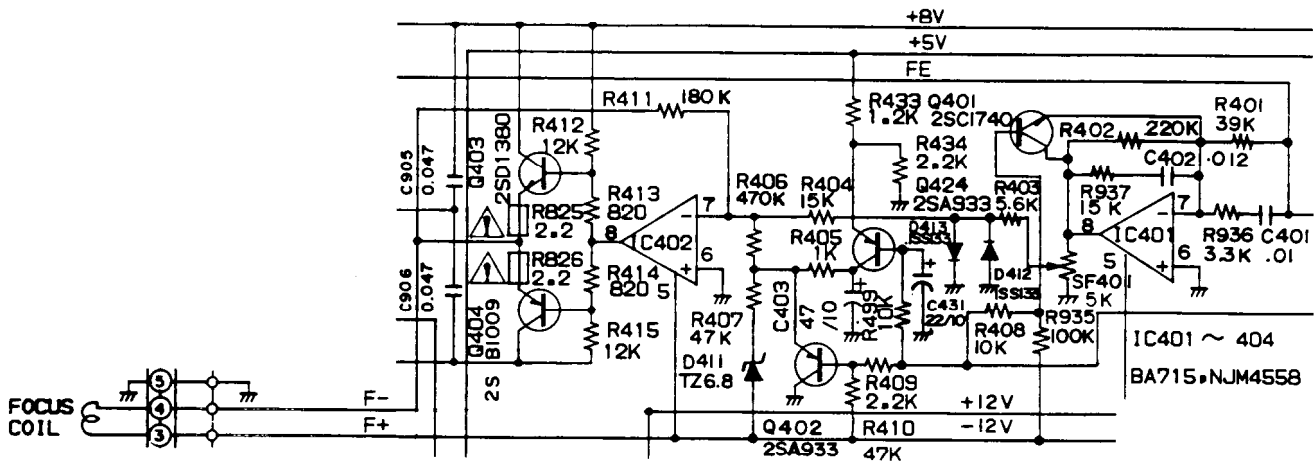 +8V
+5V
FE
R411 180K
R433
1.2K
Q401
2SC1740
R401
39K
R402
220K
C402 .012
R412
12K
R434
2.2K
C905
0.047
Q403
2SD1380
R413
820
R406
470K
R404
15K
Q424
2SA933
R403
5.6K
R937
15K
7
-
8
IC401
6
+
5
R936
3.3K
C401
.01
R825
2.2
8
7
-
IC402
6
+
5
R405
1K
D413
1SS133
D412
1SS133
SF401
5K
R826
2.2
R414
820
C906
0.047
Q404
2S B1009
R415
12K
R407
47K
C403
47
/10
R499
10K
C431
22/10
R408
10K
R935
100K
IC401 ~ 404
BA715.NJM4558
D411
TZ6.8
R409
2.2K
5
4
3
FOCUS
COIL
F-
F+
+12V
-12V
Q402
2SA933
R410
47K